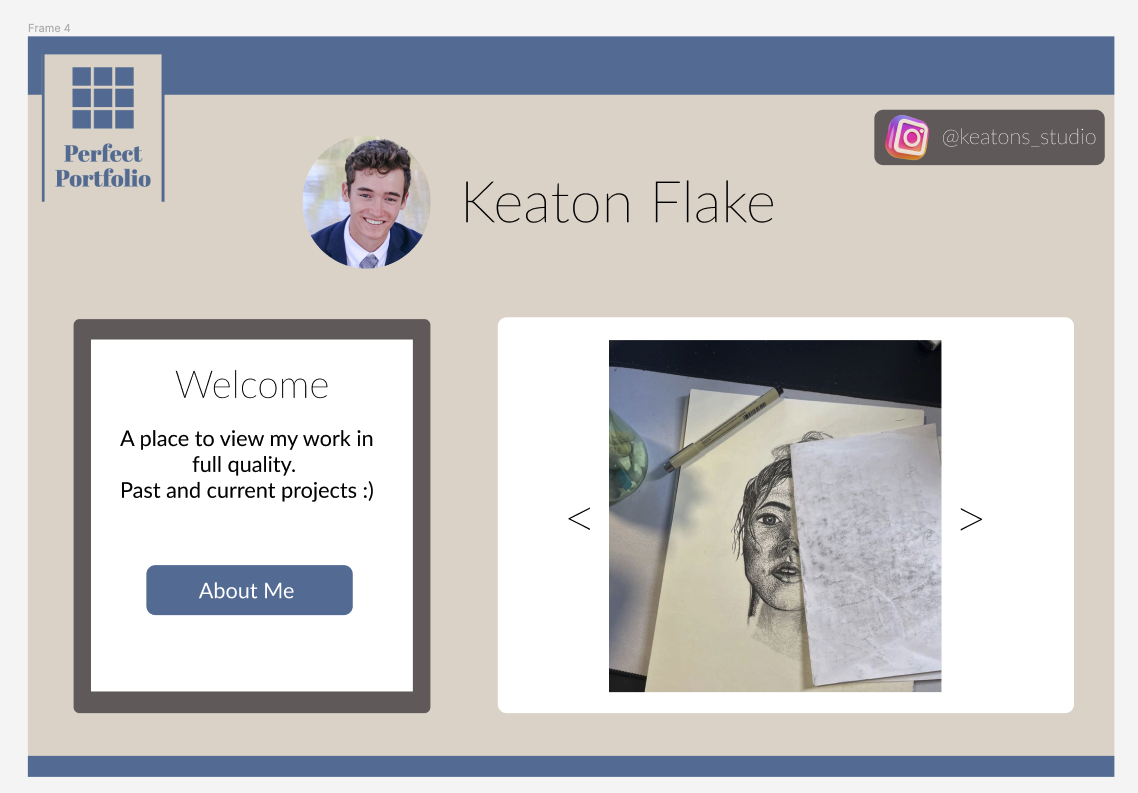 Frame 4
Perfect
Portfolio
@keatons_studio
Keaton Flake
Welcome
A place to view my work in
full quality.
Past and current projects :)
About Me
<
>